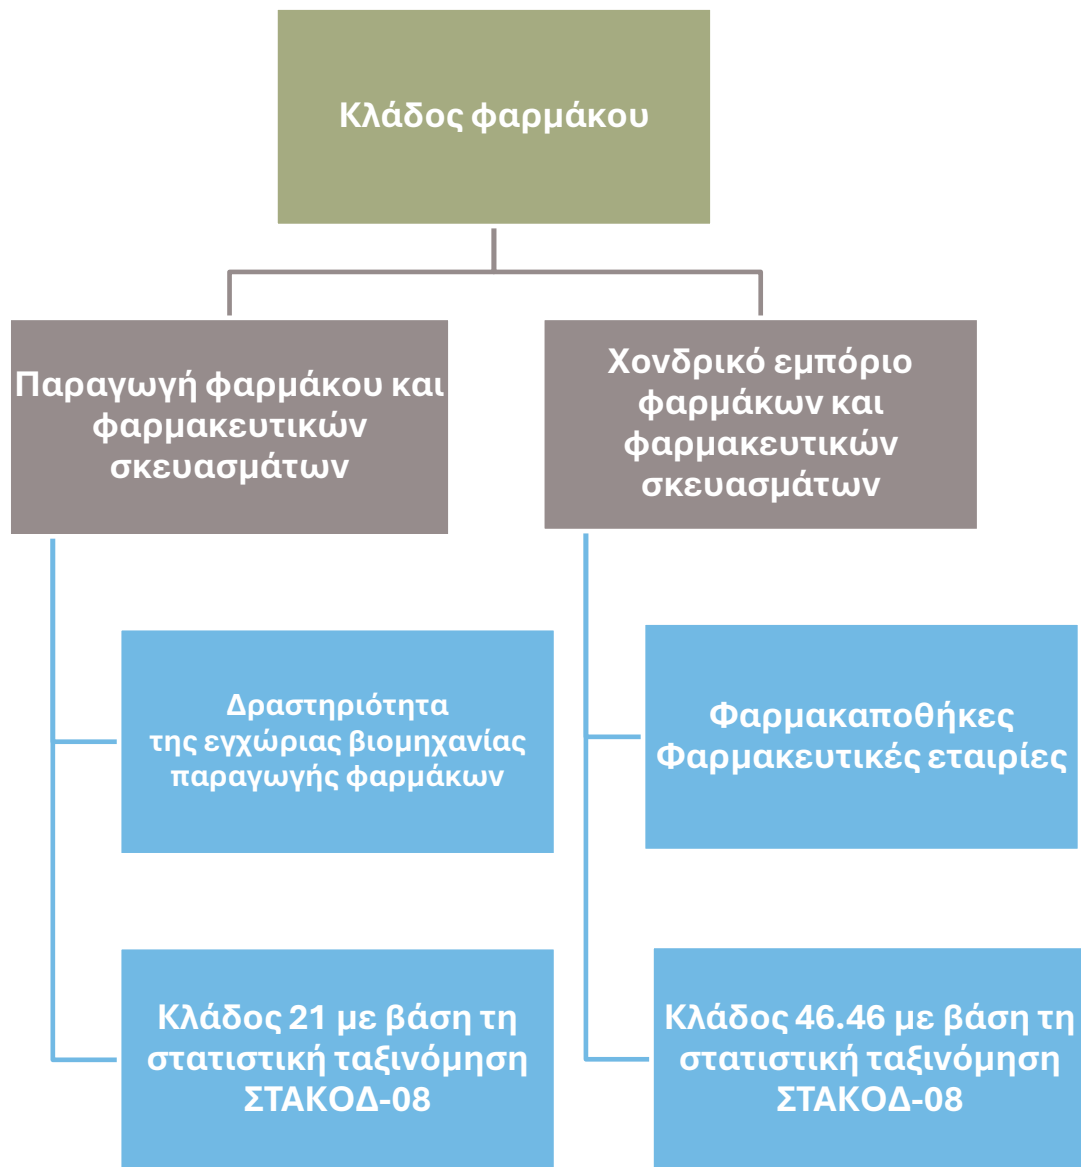 Κλάδος φαρμάκου
Παραγωγή φαρμάκου και
φαρμακευτικών
σκευασμάτων
Χονδρικό εμπόριο
φαρμάκων και
φαρμακευτικών
σκευασμάτων
Δραστηριότητα
της εγχώριας βιομηχανίας
παραγωγής φαρμάκων
Φαρμακαποθήκες
Φαρμακευτικές εταιρίες
Κλάδος 21 με βάση τη
στατιστική ταξινόμηση
ΣΤΑΚΟΔ-08
Κλάδος 46.46 με βάση τη
στατιστική ταξινόμηση
ΣΤΑΚΟΔ-08